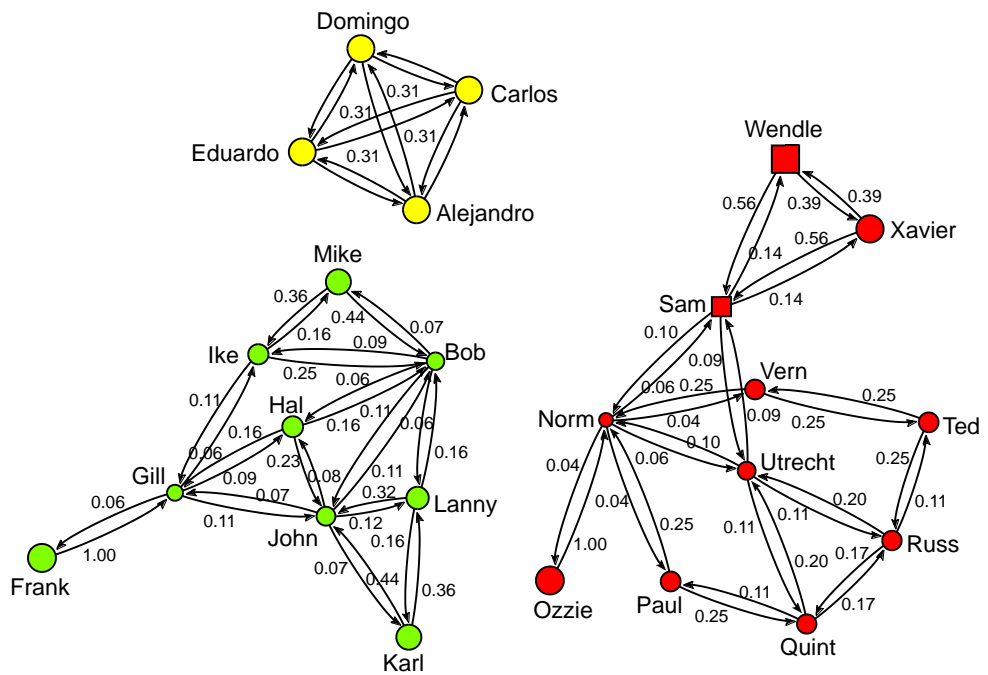 Domingo
Carlos
0.31
0.31
0.31
Eduardo
0.31
Alejandro
Wendle
0.56
0.39
0.39
Xavier
0.56
0.14
0.14
Mike
0.36
0.44
0.07
0.16
Sam
0.10
Ike
0.09
Bob
0.25
0.06
0.09
Vern
0.11
Hal
0.11
0.06
0.25
0.25
0.16
0.06
Norm
0.04
0.09
0.25
Ted
0.16
0.23
0.08
0.11
0.16
0.06
0.10
Utrecht
0.25
0.06
Gill
0.09
0.07
0.32
Lanny
0.04
0.04
0.20
0.11
0.06
0.11
John
0.12
0.16
0.25
0.11
0.11
Russ
1.00
0.07
0.44
0.36
1.00
0.20
0.17
Frank
Ozzie
Paul
0.11
0.25
0.17
Karl
Quint